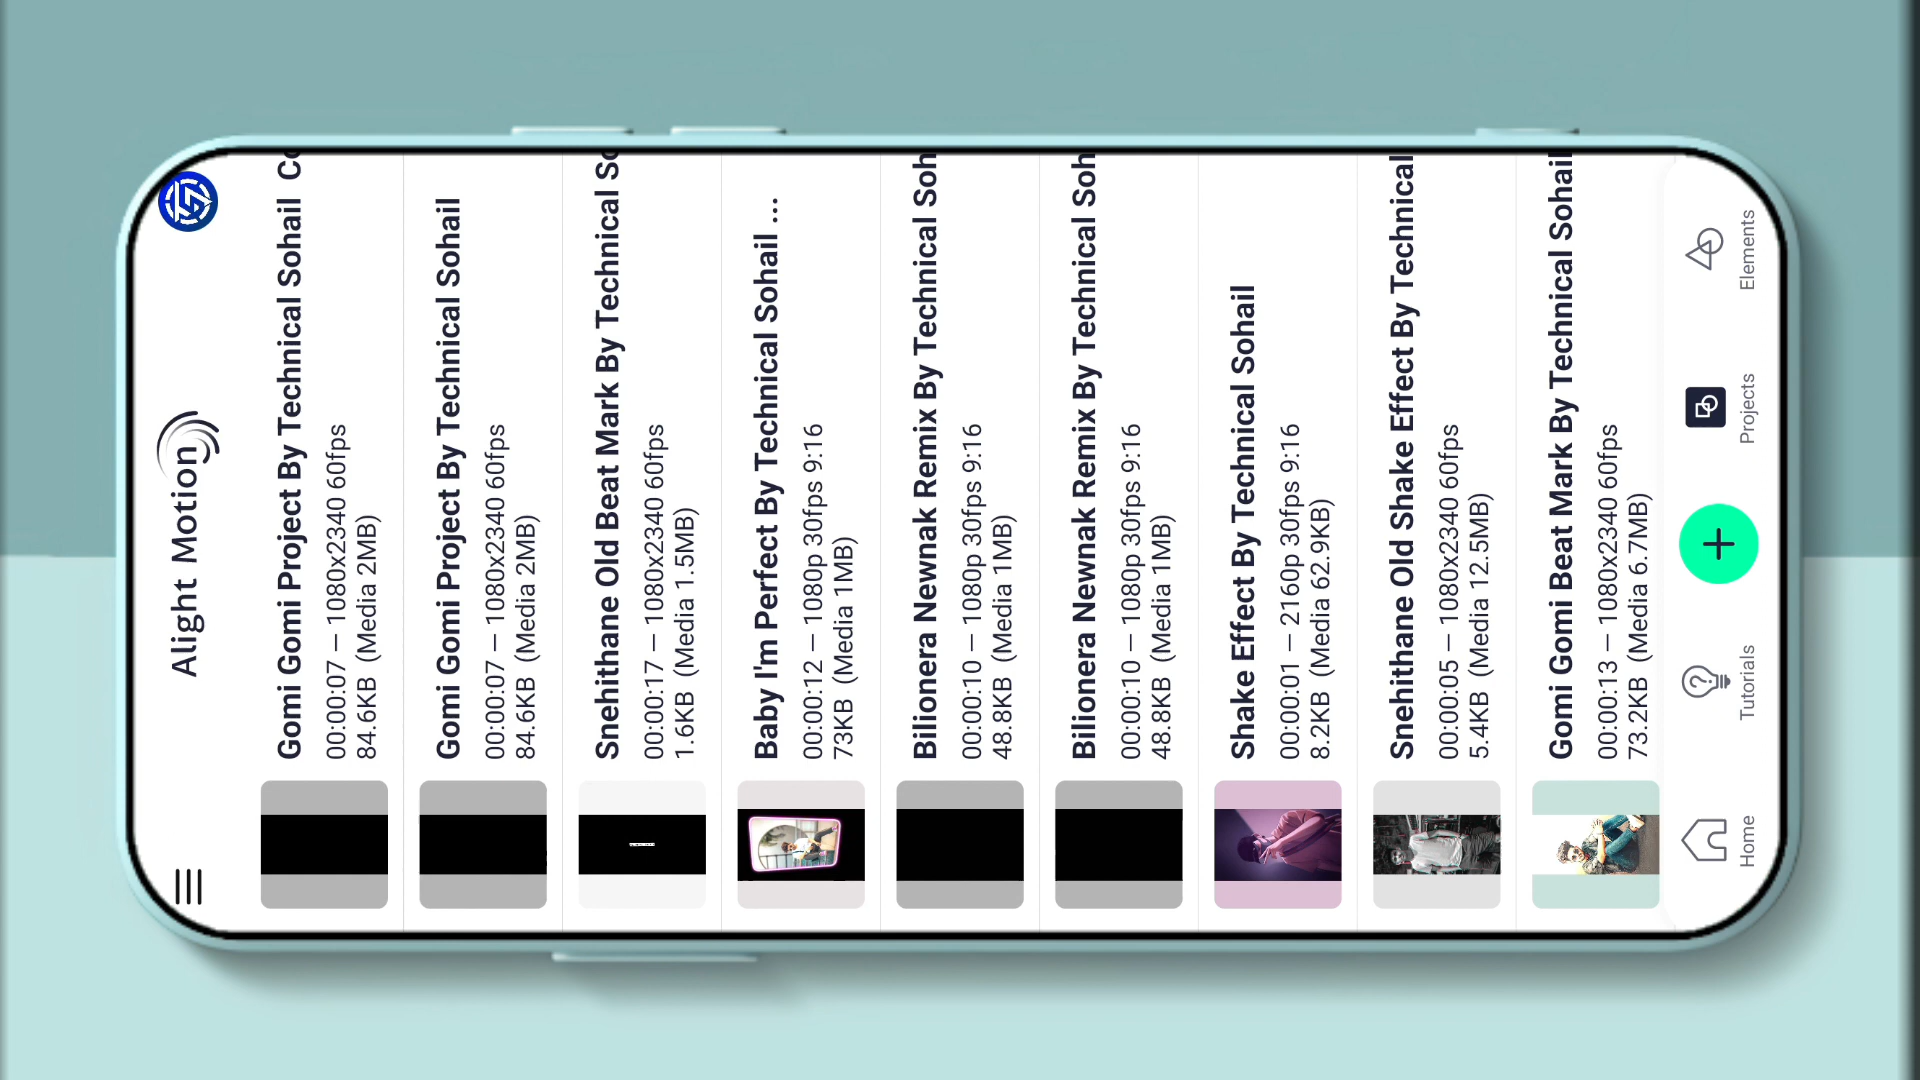 Alight Motion
Gomi Gomi Project By Technical Sohail
00:00:07 — 1080x2340 60fps
84.6KB (Media 2MB)
Gomi Gomi Project By Technical Sohail
00:00:07 — 1080x2340 60fps
84.6KB (Media 2MB)
Snehithane Old Beat Mark By Technical So
00:00:17 — 1080x2340 60fps
1.6KB (Media 1.5MB)
Baby I'm Perfect By Technical Sohail ...
00:00:12 — 1080p 30fps 9:16
73KB (Media 1MB)
Bilionera Newnak Remix By Technical Soh
00:00:10 — 1080p 30fps 9:16
48.8KB (Media 1MB)
Bilionera Newnak Remix By Technical Soh
00:00:10 — 1080p 30fps 9:16
48.8KB (Media 1MB)
Shake Effect By Technical Sohail
00:00:01 — 2160p 30fps 9:16
8.2KB (Media 62.9KB)
Snehithane Old Shake Effect By Technical
00:00:05 — 1080x2340 60fps
5.4KB (Media 12.5MB)
Gomi Gomi Beat Mark By Technical Sohail
00:00:13 — 1080x2340 60fps
73.2KB (Media 6.7MB)
Home
Tutorials
Projects
Elements